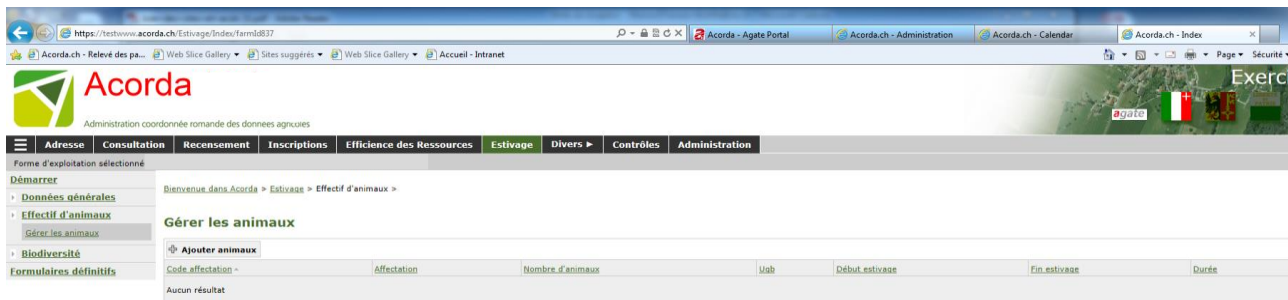 https://testwww.acorda.ch/Estivage/Index/farmId837
Acorda - Agate Portal
Acorda.ch - Administration
Acorda.ch - Calendar
Acorda.ch - Index
Acorda.ch - Relevé des pa...
Web Slice Gallery
Sites suggérés
Web Slice Gallery
Accueil - Intranet
Page
Sécurité
Acorda
Administration coordonnée romande des donnees agricoles
Exerc
agate
Adresse Consultation Recensement Inscriptions Efficience des Ressources Estivage Divers ► Contrôles Administration
Forme d'exploitation sélectionné
Démarrer
Données générales
Effectif d'animaux
Gérer les animaux
Biodiversité
Formulaires définitifs
Bienvenue dans Acorda > Estivage > Effectif d'animaux >
Gérer les animaux
Ajouter animaux
Code affectation Affectation Nombre d'animaux Ugb Début estivage Fin estivage Durée
Aucun résultat